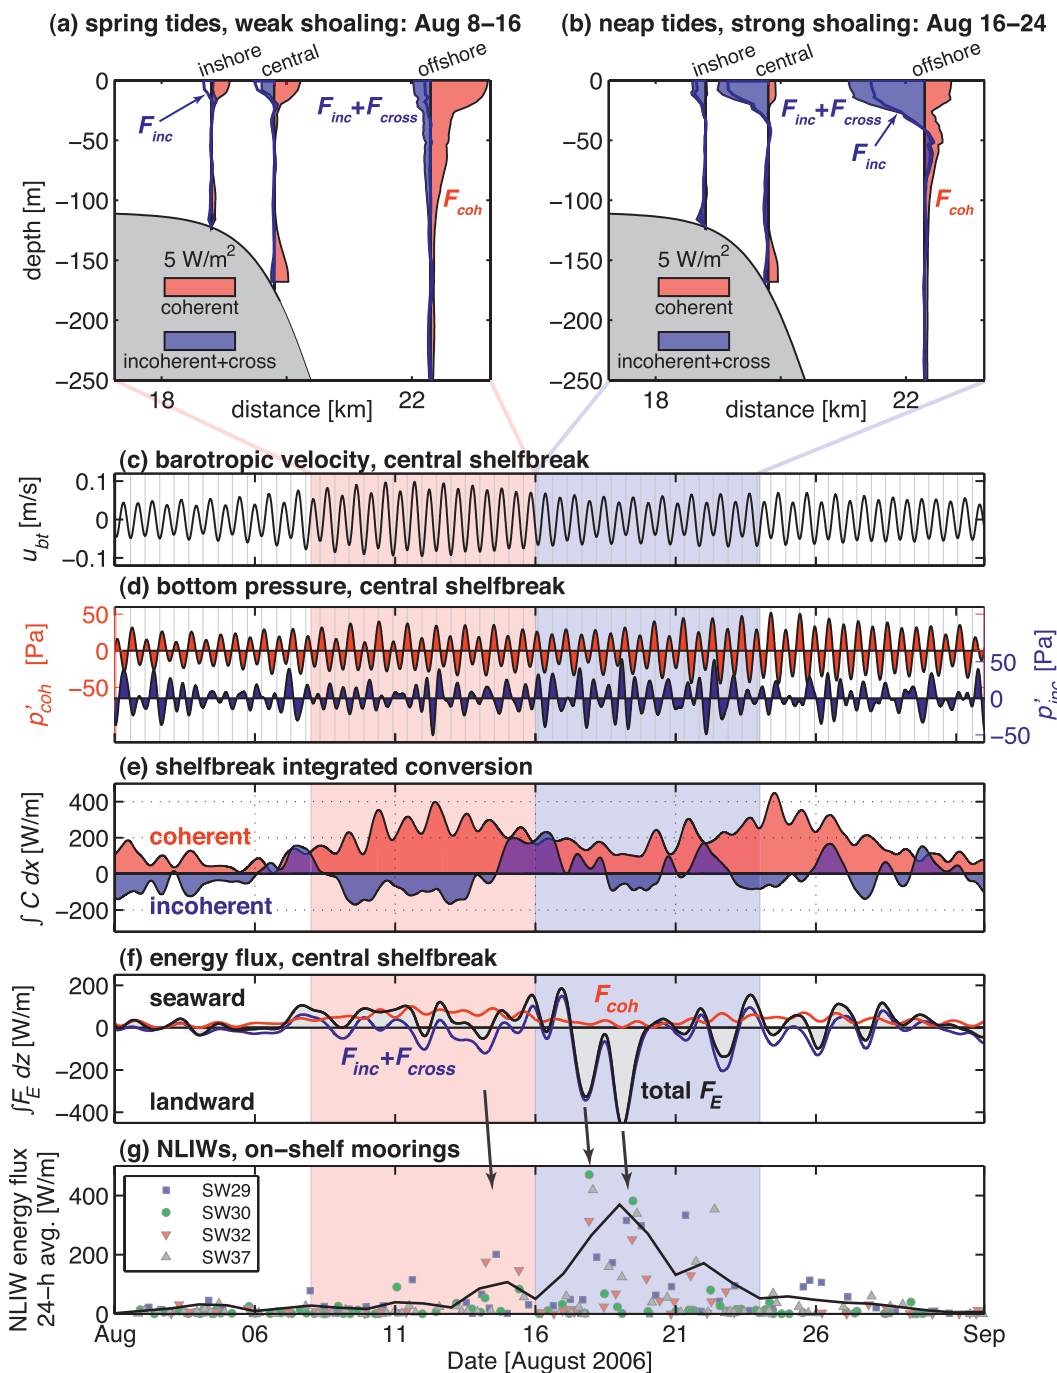 (a) spring tides, weak shoaling: Aug 8−16
(b) neap tides, strong shoaling: Aug 16−24
inshore
central
offshore
inshore
central
offshore
0
−50
−100
−150
−200
−250
depth [m]
F_inc
F_inc+F_cross
F_coh
5 W/m²
coherent
incoherent+cross
18
22
distance [km]
0
−50
−100
−150
−200
−250
F_inc+F_cross
F_inc
F_coh
5 W/m²
coherent
incoherent+cross
18
22
distance [km]
(c) barotropic velocity, central shelfbreak
0.1
0
−0.1
u_bt [m/s]
(d) bottom pressure, central shelfbreak
50
0
−50
p'_coh [Pa]
50
0
−50
p'_inc [Pa]
(e) shelfbreak integrated conversion
400
200
0
−200
∫ C dx [W/m]
coherent
incoherent
(f) energy flux, central shelfbreak
200
0
−200
−400
∫F_E dz [W/m]
seaward
F_coh
F_inc+F_cross
total F_E
landward
(g) NLIWs, on−shelf moorings
400
200
0
NLIW energy flux
24−h avg. [W/m]
SW29
SW30
SW32
SW37
Aug
06
11
16
21
26
Sep
Date [August 2006]